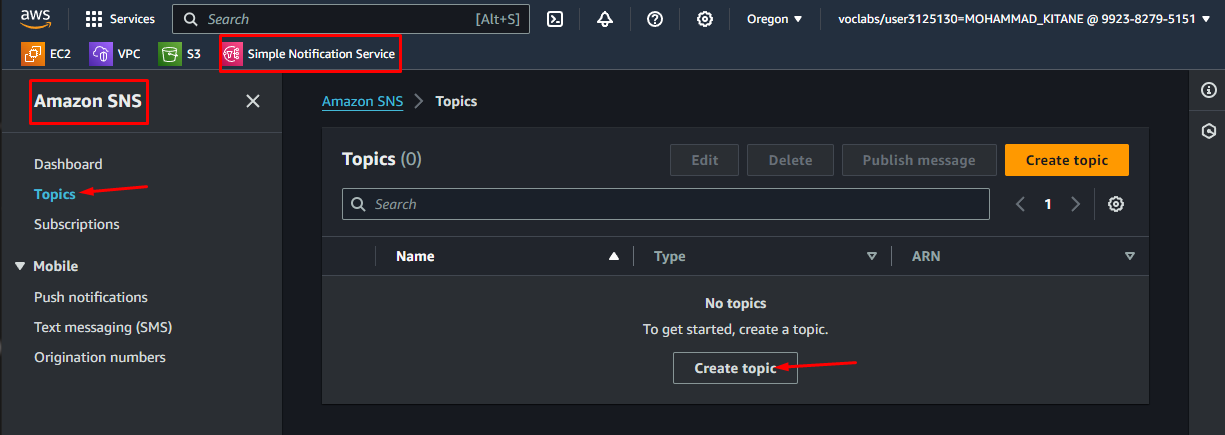 aws Services Search [Alt+S] Oregon voclabs/user3125130=MOHAMMAD_KITANE @ 9923-8279-5151
EC2 VPC S3 Simple Notification Service
Amazon SNS
Dashboard
Topics
Subscriptions
Mobile
Push notifications
Text messaging (SMS)
Origination numbers
Amazon SNS Topics
Topics (0) Edit Delete Publish message Create topic
Search 1
Name Type ARN
No topics
To get started, create a topic.
Create topic